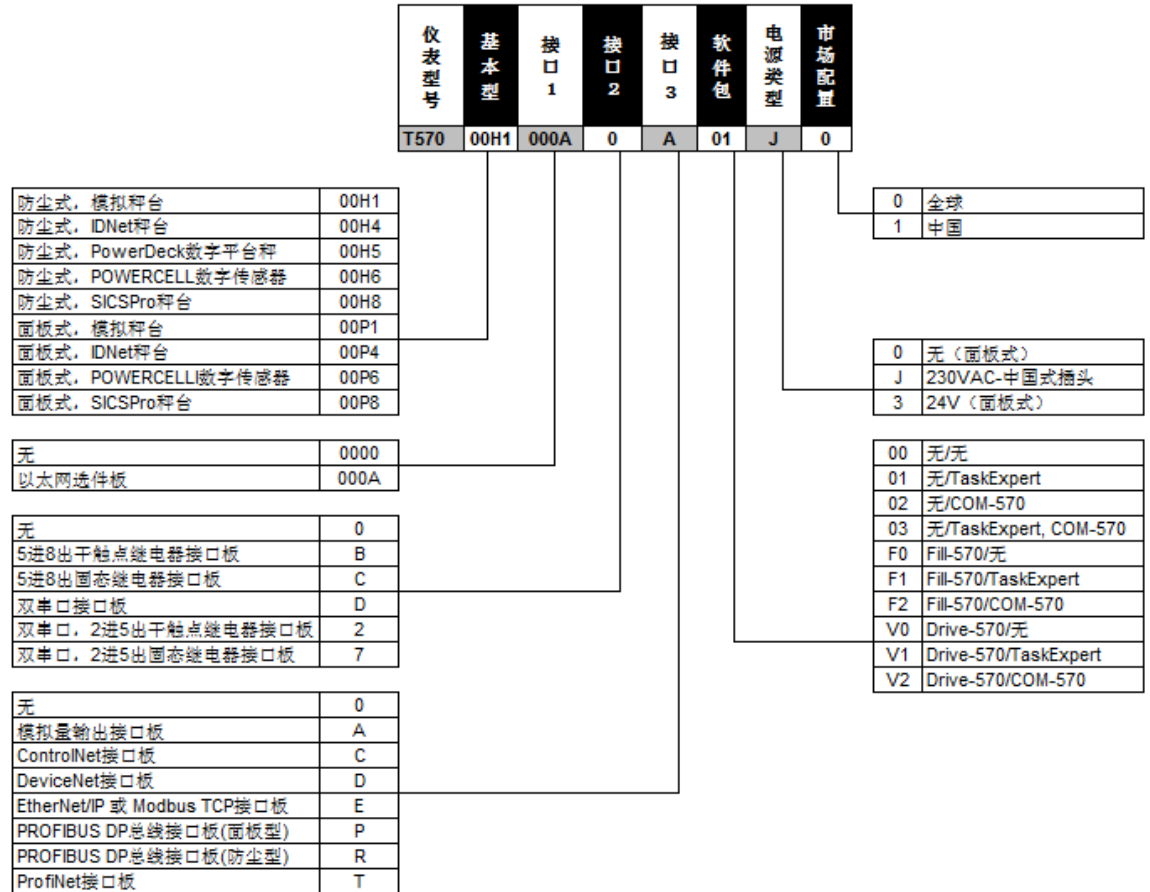 仪表型号 基本型 接口1 接口2 接口3 软件包 电源类型 市场配置
T570 00H1 000A 0 A 01 J 0
防尘式，模拟秤台 00H1
防尘式，IDNet秤台 00H4
防尘式，PowerDeck数字平台秤 00H5
防尘式，POWERCELL数字传感器 00H6
防尘式，SICSPro秤台 00H8
面板式，模拟秤台 00P1
面板式，IDNet秤台 00P4
面板式，POWERCELLI数字传感器 00P6
面板式，SICSPro秤台 00P8
无 0000
以太网选件板 000A
无 0
5进8出干触点继电器接口板 B
5进8出固态继电器接口板 C
双串口接口板 D
双串口，2进5出干触点继电器接口板 2
双串口，2进5出固态继电器接口板 7
无 0
模拟量输出接口板 A
ControlNet接口板 C
DeviceNet接口板 D
EtherNet/IP 或 Modbus TCP接口板 E
PROFIBUS DP总线接口板(面板型) P
PROFIBUS DP总线接口板(防尘型) R
ProfiNet接口板 T
0 全球
1 中国
0 无（面板式）
J 230VAC-中国式插头
3 24V（面板式）
00 无/无
01 无/TaskExpert
02 无/COM-570
03 无/TaskExpert, COM-570
F0 Fill-570/无
F1 Fill-570/TaskExpert
F2 Fill-570/COM-570
V0 Drive-570/无
V1 Drive-570/TaskExpert
V2 Drive-570/COM-570